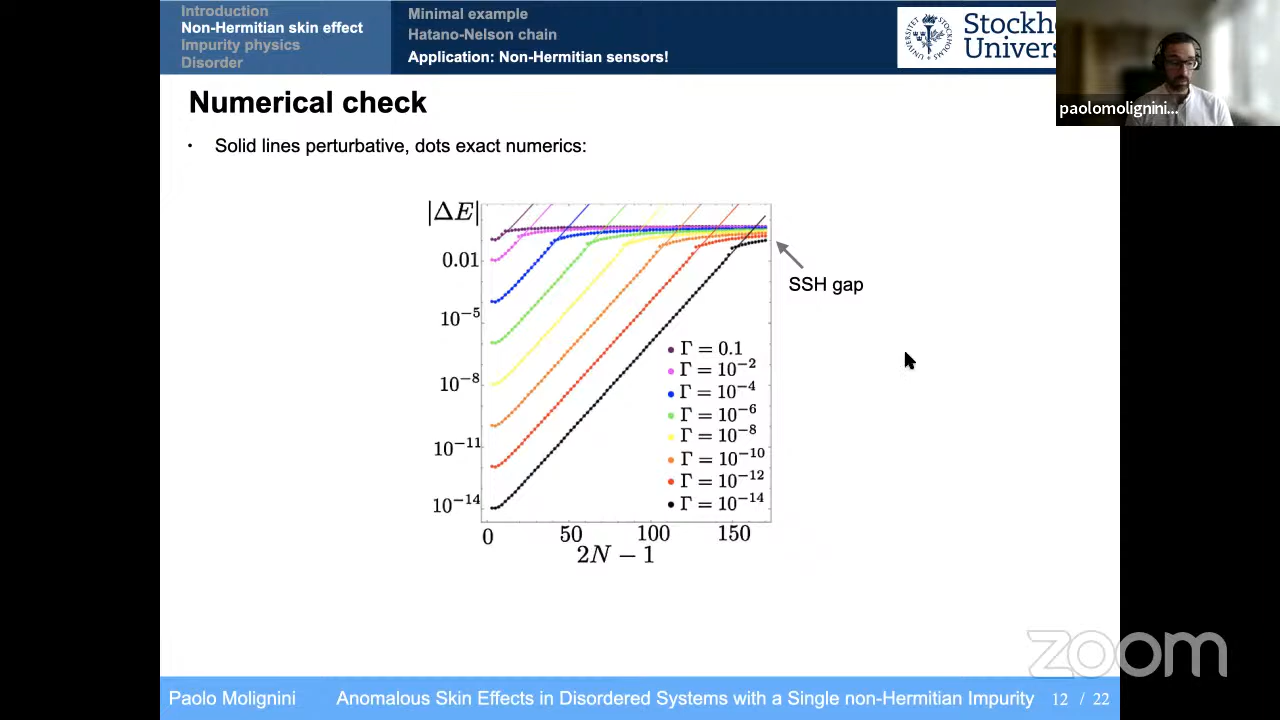 Introduction
Non-Hermitian skin effect
Impurity physics
Disorder
Minimal example
Hatano-Nelson chain
Application: Non-Hermitian sensors!
Stockho
Univers
paolomolignini...
Numerical check
• Solid lines perturbative, dots exact numerics:
|ΔE|
0.01
10⁻⁵
10⁻⁸
10⁻¹¹
10⁻¹⁴
SSH gap
Γ = 0.1
Γ = 10⁻²
Γ = 10⁻⁴
Γ = 10⁻⁶
Γ = 10⁻⁸
Γ = 10⁻¹⁰
Γ = 10⁻¹²
Γ = 10⁻¹⁴
0 50 100 150
2N − 1
zoom
Paolo Molignini Anomalous Skin Effects in Disordered Systems with a Single non-Hermitian Impurity 12 / 22